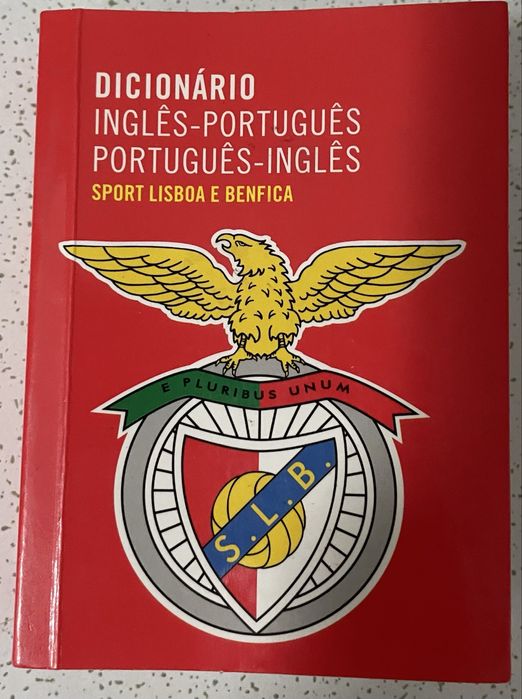 DICIONÁRIO
INGLÊS-PORTUGUÊS
PORTUGUÊS-INGLÊS
SPORT LISBOA E BENFICA
E PLURIBUS UNUM
S.L.B.